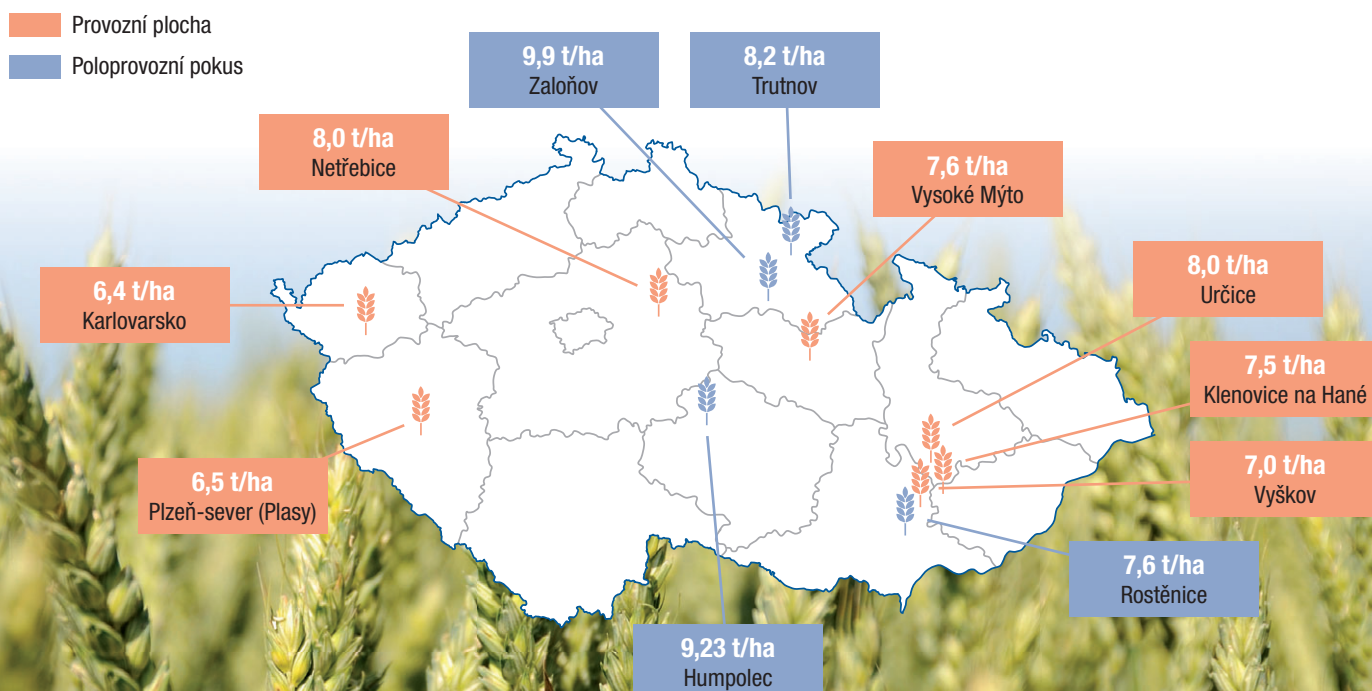 Provozní plocha
Poloprovozní pokus
9,9 t/ha
Zaloňov
8,2 t/ha
Trutnov
8,0 t/ha
Netřebice
7,6 t/ha
Vysoké Mýto
6,4 t/ha
Karlovarsko
8,0 t/ha
Určice
7,5 t/ha
Klenovice na Hané
6,5 t/ha
Plzeň-sever (Plasy)
7,0 t/ha
Vyškov
7,6 t/ha
Rostěnice
9,23 t/ha
Humpolec